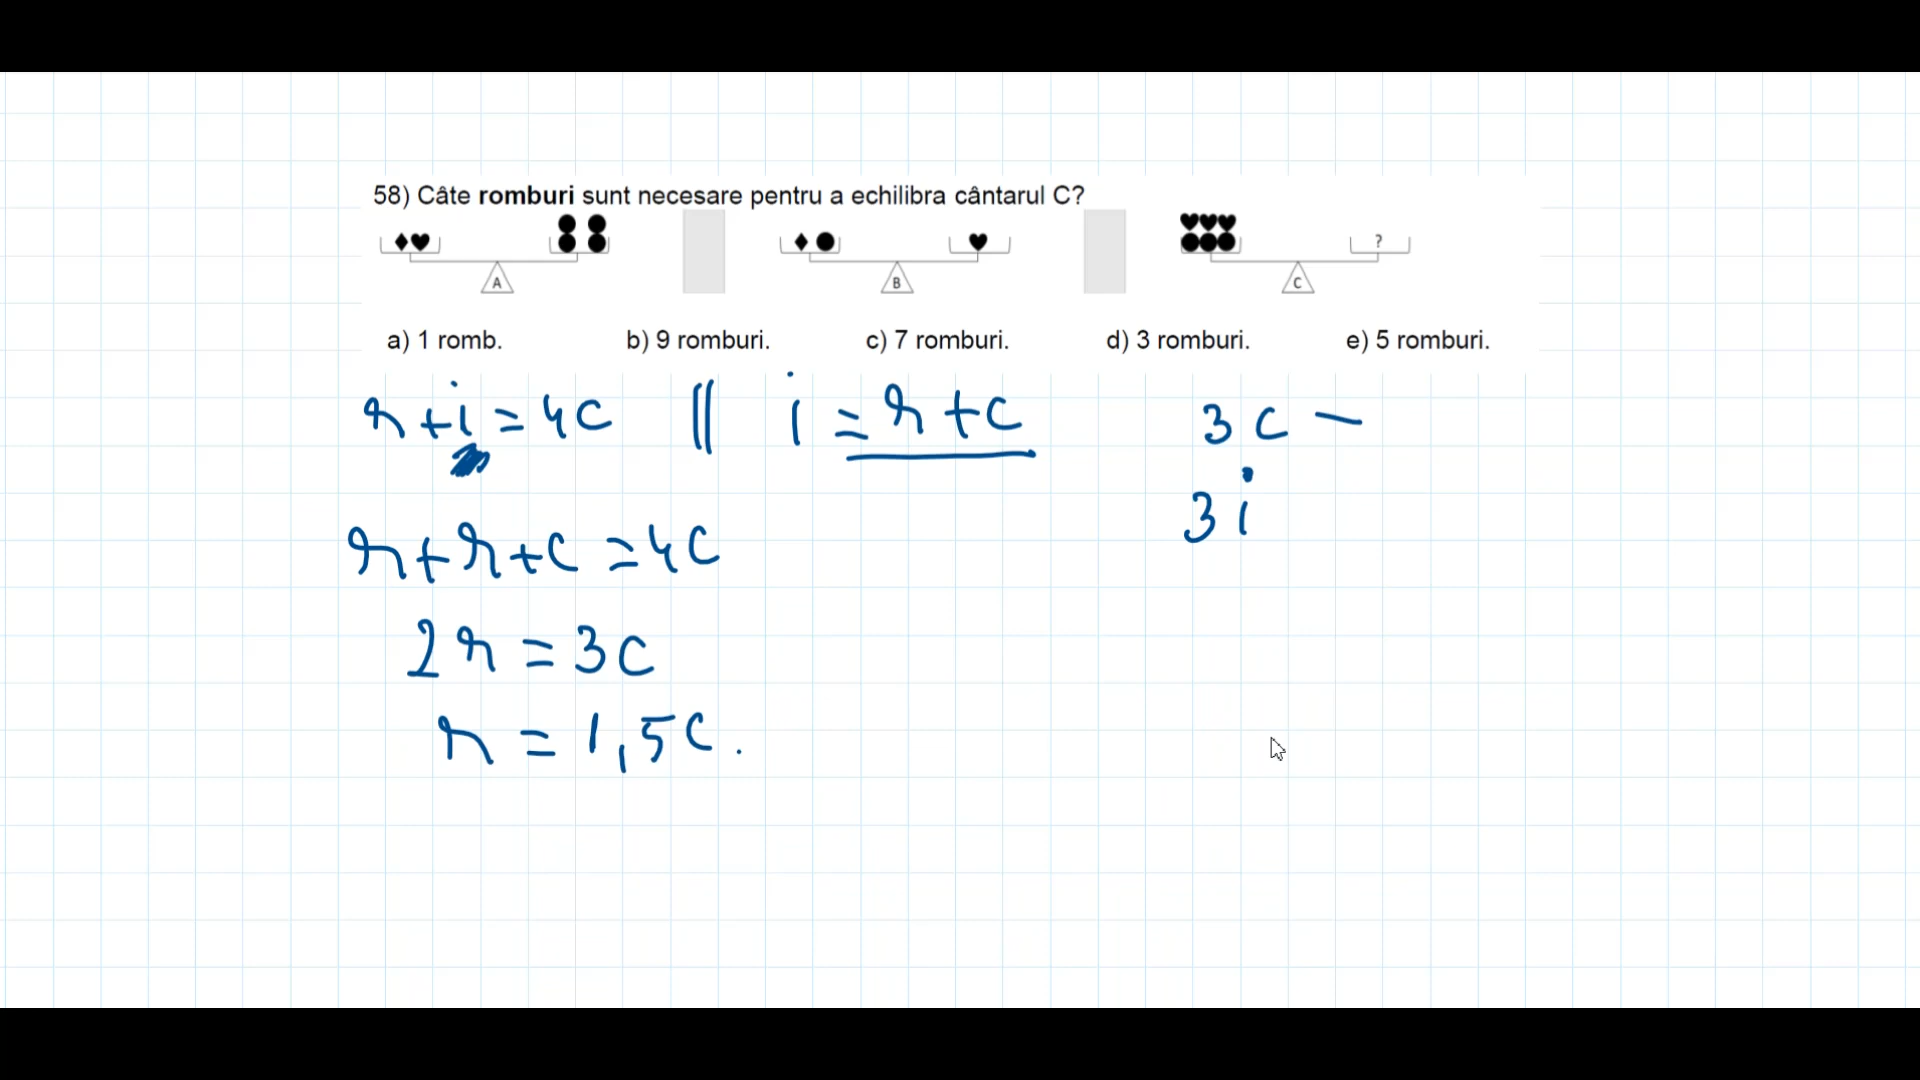 58) Câte romburi sunt necesare pentru a echilibra cântarul C?
?
A B C
a) 1 romb. b) 9 romburi. c) 7 romburi. d) 3 romburi. e) 5 romburi.
r+i=4c || i=r+c 3c –
3i
r+r+c=4c
2r=3c
r=1,5c.